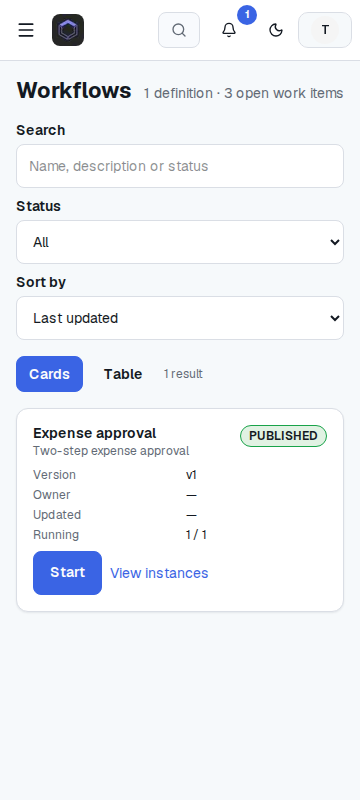 1
T
Workflows 1 definition · 3 open work items
Search
Name, description or status
Status
All
Sort by
Last updated
Cards Table 1 result
Expense approval PUBLISHED
Two-step expense approval
Version v1
Owner —
Updated —
Running 1 / 1
Start View instances